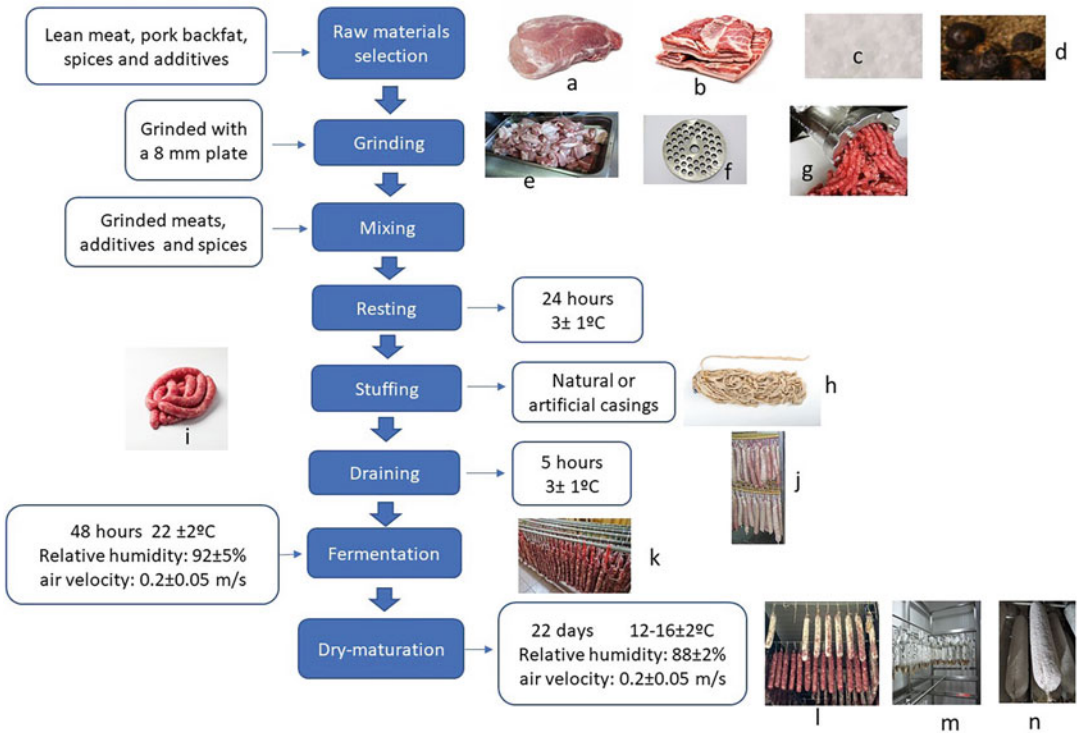 Lean meat, pork backfat,
spices and additives
Raw materials
selection
a
b
c
d
Grinded with
a 8 mm plate
Grinding
e
f
g
Grinded meats,
additives and spices
Mixing
Resting
24 hours
3± 1ºC
i
Stuffing
Natural or
artificial casings
h
Draining
5 hours
3± 1ºC
j
48 hours 22 ±2ºC
Relative humidity: 92±5%
air velocity: 0.2±0.05 m/s
Fermentation
k
Dry-maturation
22 days 12-16±2ºC
Relative humidity: 88±2%
air velocity: 0.2±0.05 m/s
l
m
n